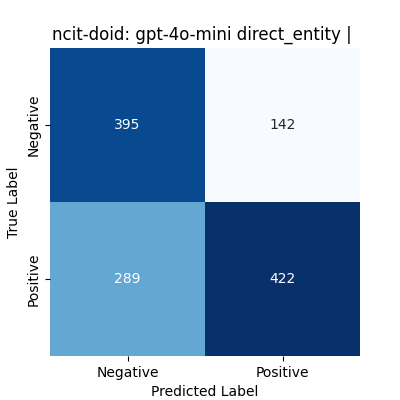 ncit-doid: gpt-4o-mini direct_entity |
True Label
Negative
395
142
Positive
289
422
Negative
Positive
Predicted Label